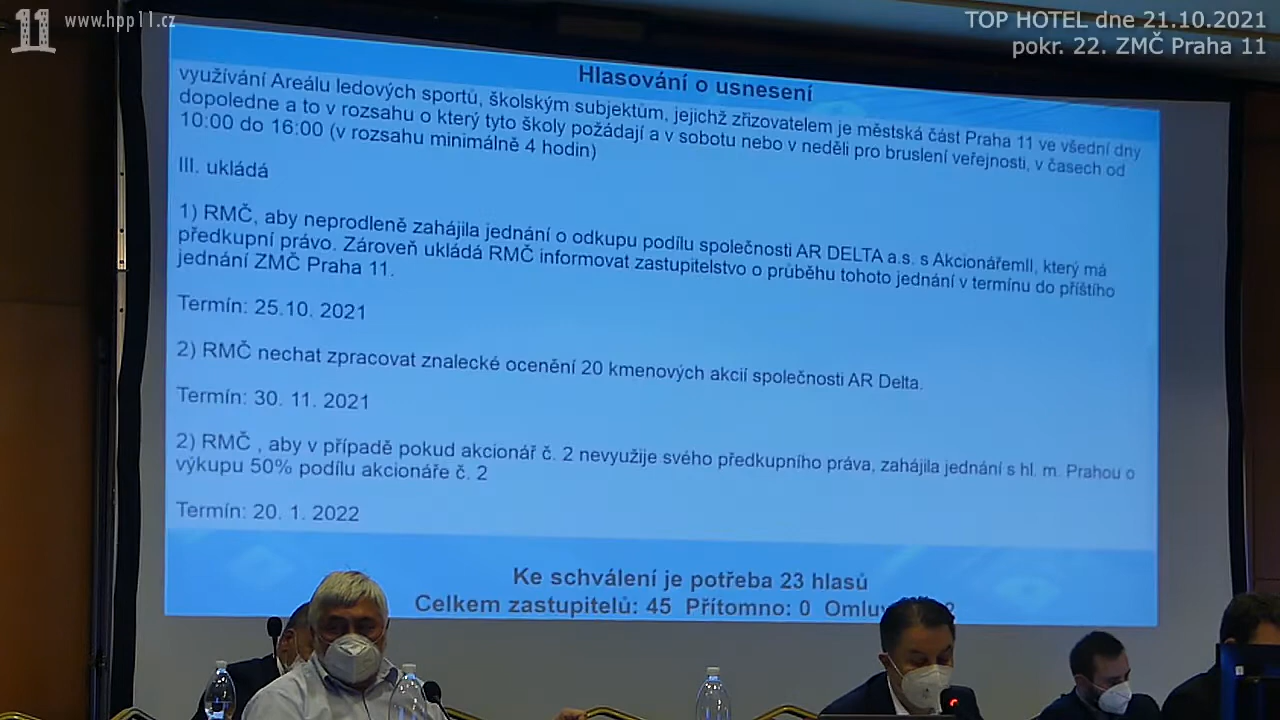 11 www.hpp11.cz
TOP HOTEL dne 21.10.2021
pokr. 22. ZMČ Praha 11
Hlasování o usnesení
využívání Areálu ledových sportů, školským subjektům, jejichž zřizovatelem je městská část Praha 11 ve všední dny
dopoledne a to v rozsahu o který tyto školy požádají a v sobotu nebo v neděli pro bruslení veřejnosti, v časech od
10:00 do 16:00 (v rozsahu minimálně 4 hodin)
III. ukládá
1) RMČ, aby neprodleně zahájila jednání o odkupu podílu společnosti AR DELTA a.s. s AkcionářemII, který má
předkupní právo. Zároveň ukládá RMČ informovat zastupitelstvo o průběhu tohoto jednání v termínu do příštího
jednání ZMČ Praha 11.
Termín: 25.10. 2021
2) RMČ nechat zpracovat znalecké ocenění 20 kmenových akcií společnosti AR Delta.
Termín: 30. 11. 2021
2) RMČ , aby v případě pokud akcionář č. 2 nevyužije svého předkupního práva, zahájila jednání s hl. m. Prahou o
výkupu 50% podílu akcionáře č. 2
Termín: 20. 1. 2022
Ke schválení je potřeba 23 hlasů
Celkem zastupitelů: 45 Přítomno: 0